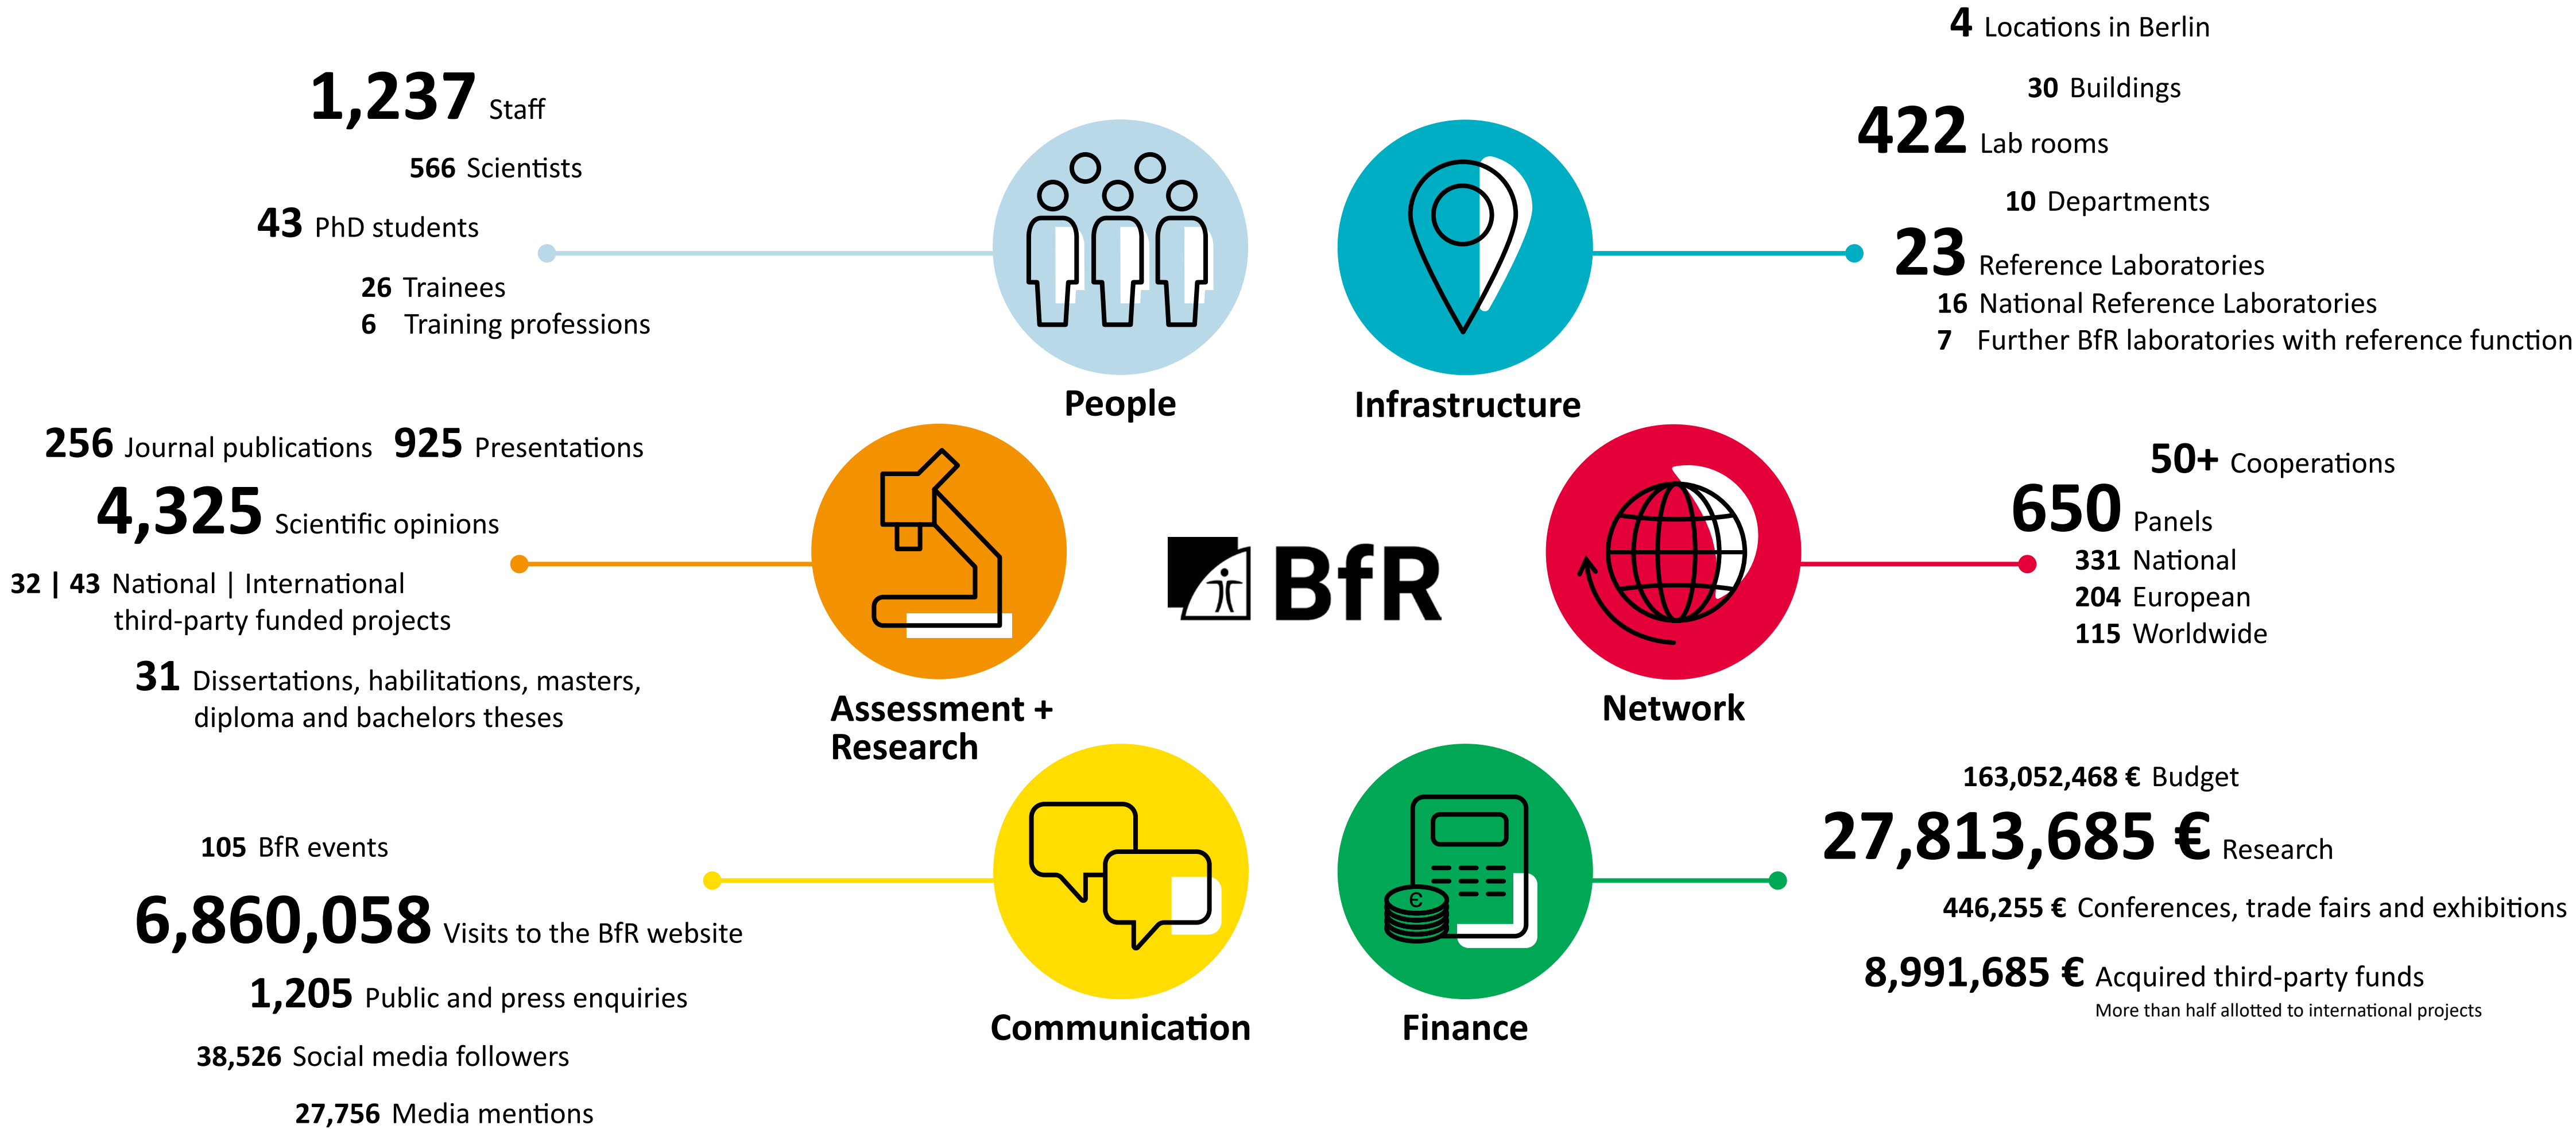 1,237 Staff
566 Scientists
43 PhD students
26 Trainees
6 Training professions
People
4 Locations in Berlin
30 Buildings
422 Lab rooms
10 Departments
23 Reference Laboratories
16 National Reference Laboratories
7 Further BfR laboratories with reference function
Infrastructure
256 Journal publications 925 Presentations
4,325 Scientific opinions
32 | 43 National | International
third-party funded projects
31 Dissertations, habilitations, masters,
diploma and bachelors theses
Assessment +
Research
BfR
50+ Cooperations
650 Panels
331 National
204 European
115 Worldwide
Network
105 BfR events
6,860,058 Visits to the BfR website
1,205 Public and press enquiries
38,526 Social media followers
27,756 Media mentions
Communication
163,052,468 € Budget
27,813,685 € Research
446,255 € Conferences, trade fairs and exhibitions
8,991,685 € Acquired third-party funds
More than half allotted to international projects
€
Finance